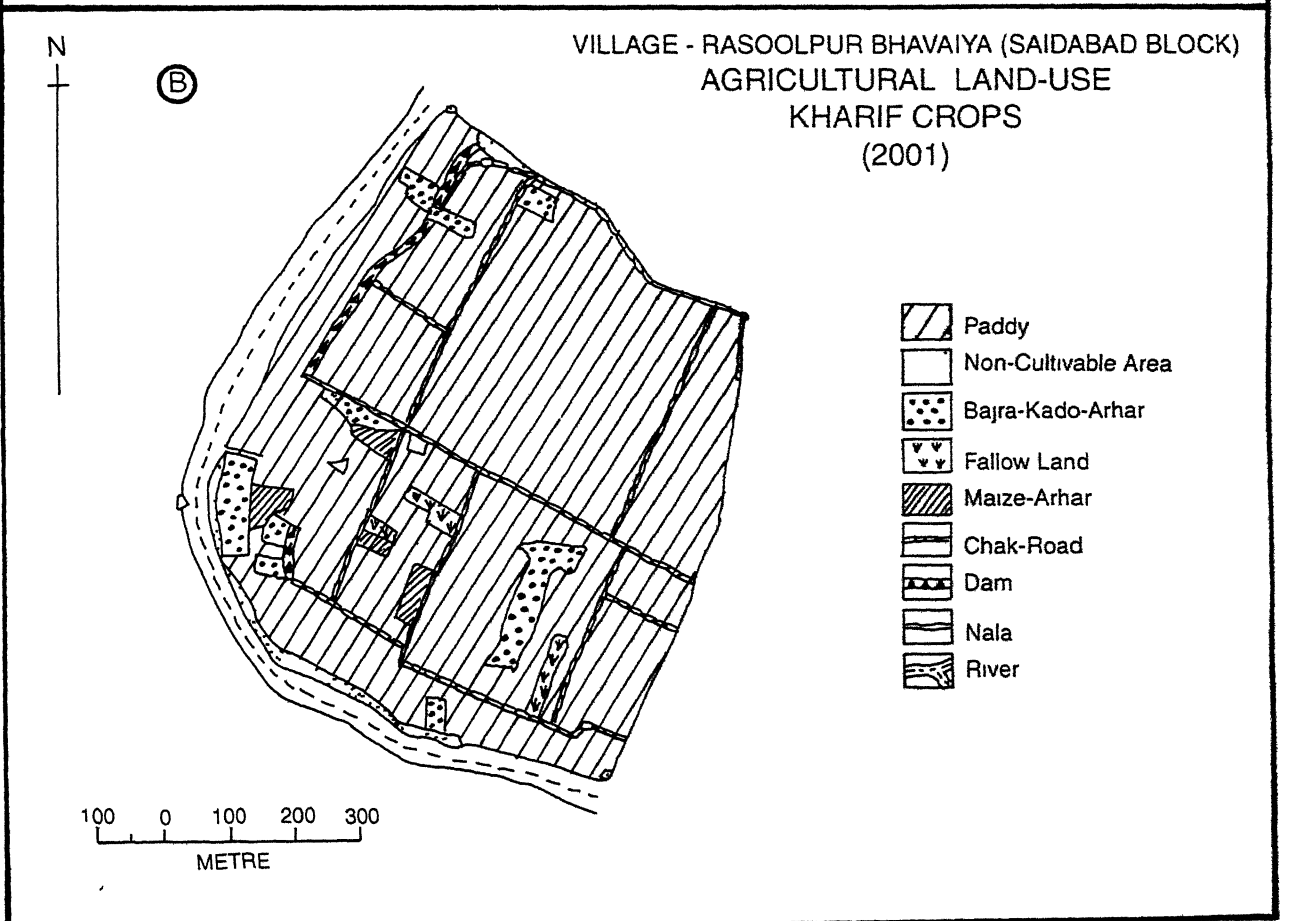 N
B
VILLAGE - RASOOLPUR BHAVAIYA (SAIDABAD BLOCK)
AGRICULTURAL LAND-USE
KHARIF CROPS
(2001)
Paddy
Non-Cultivable Area
Bajra-Kado-Arhar
Fallow Land
Maize-Arhar
Chak-Road
Dam
Nala
River
100 0 100 200 300
METRE